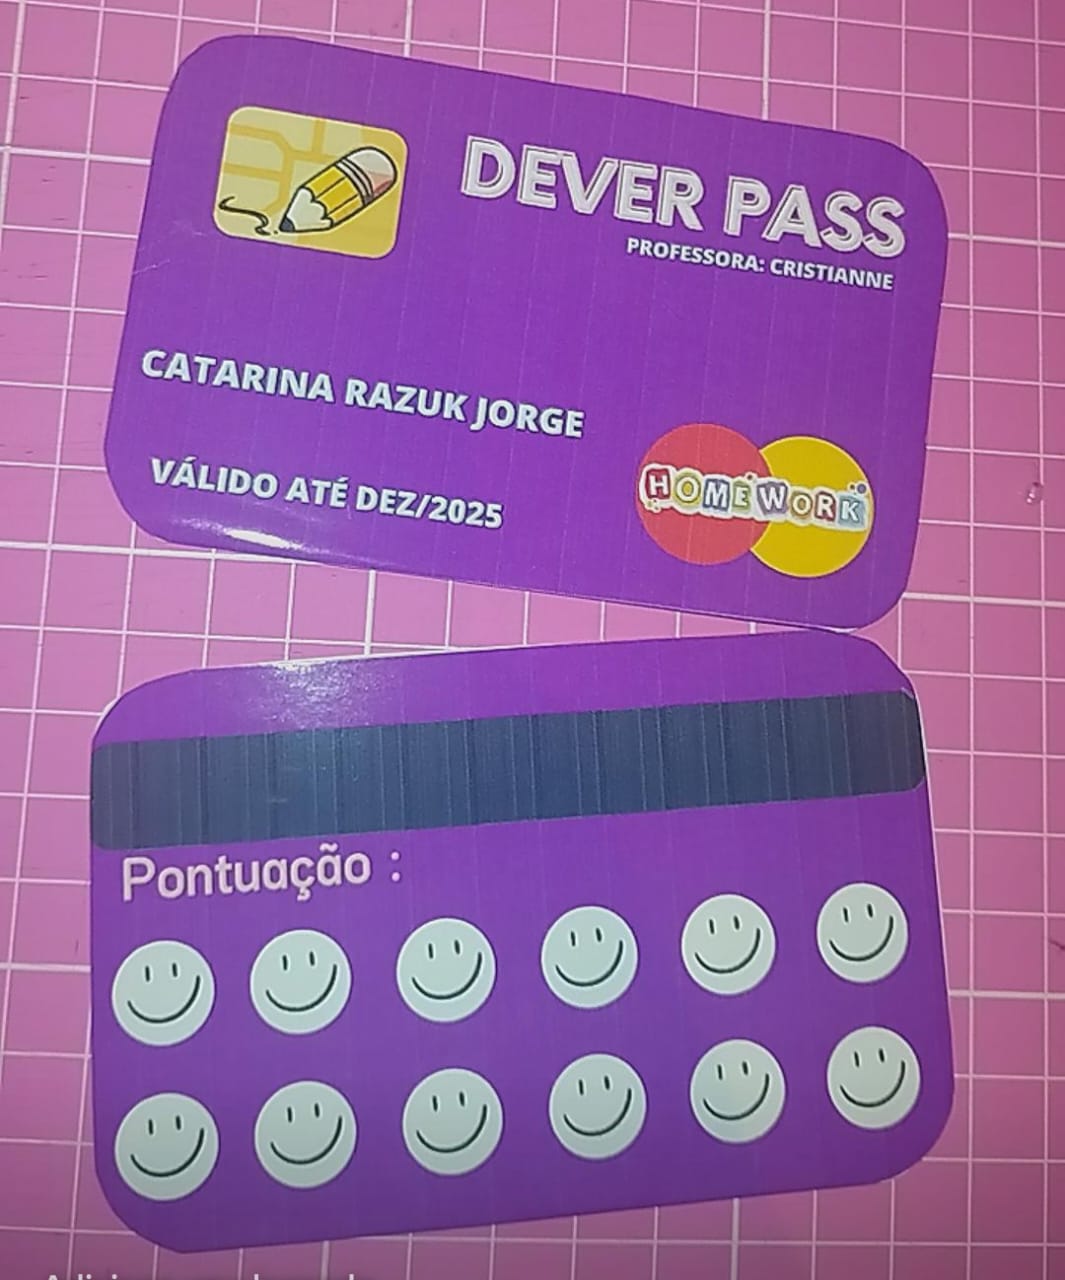 DEVER PASS
PROFESSORA: CRISTIANNE
CATARINA RAZUK JORGE
VÁLIDO ATÉ DEZ/2025
HOMEWORK
Pontuação :